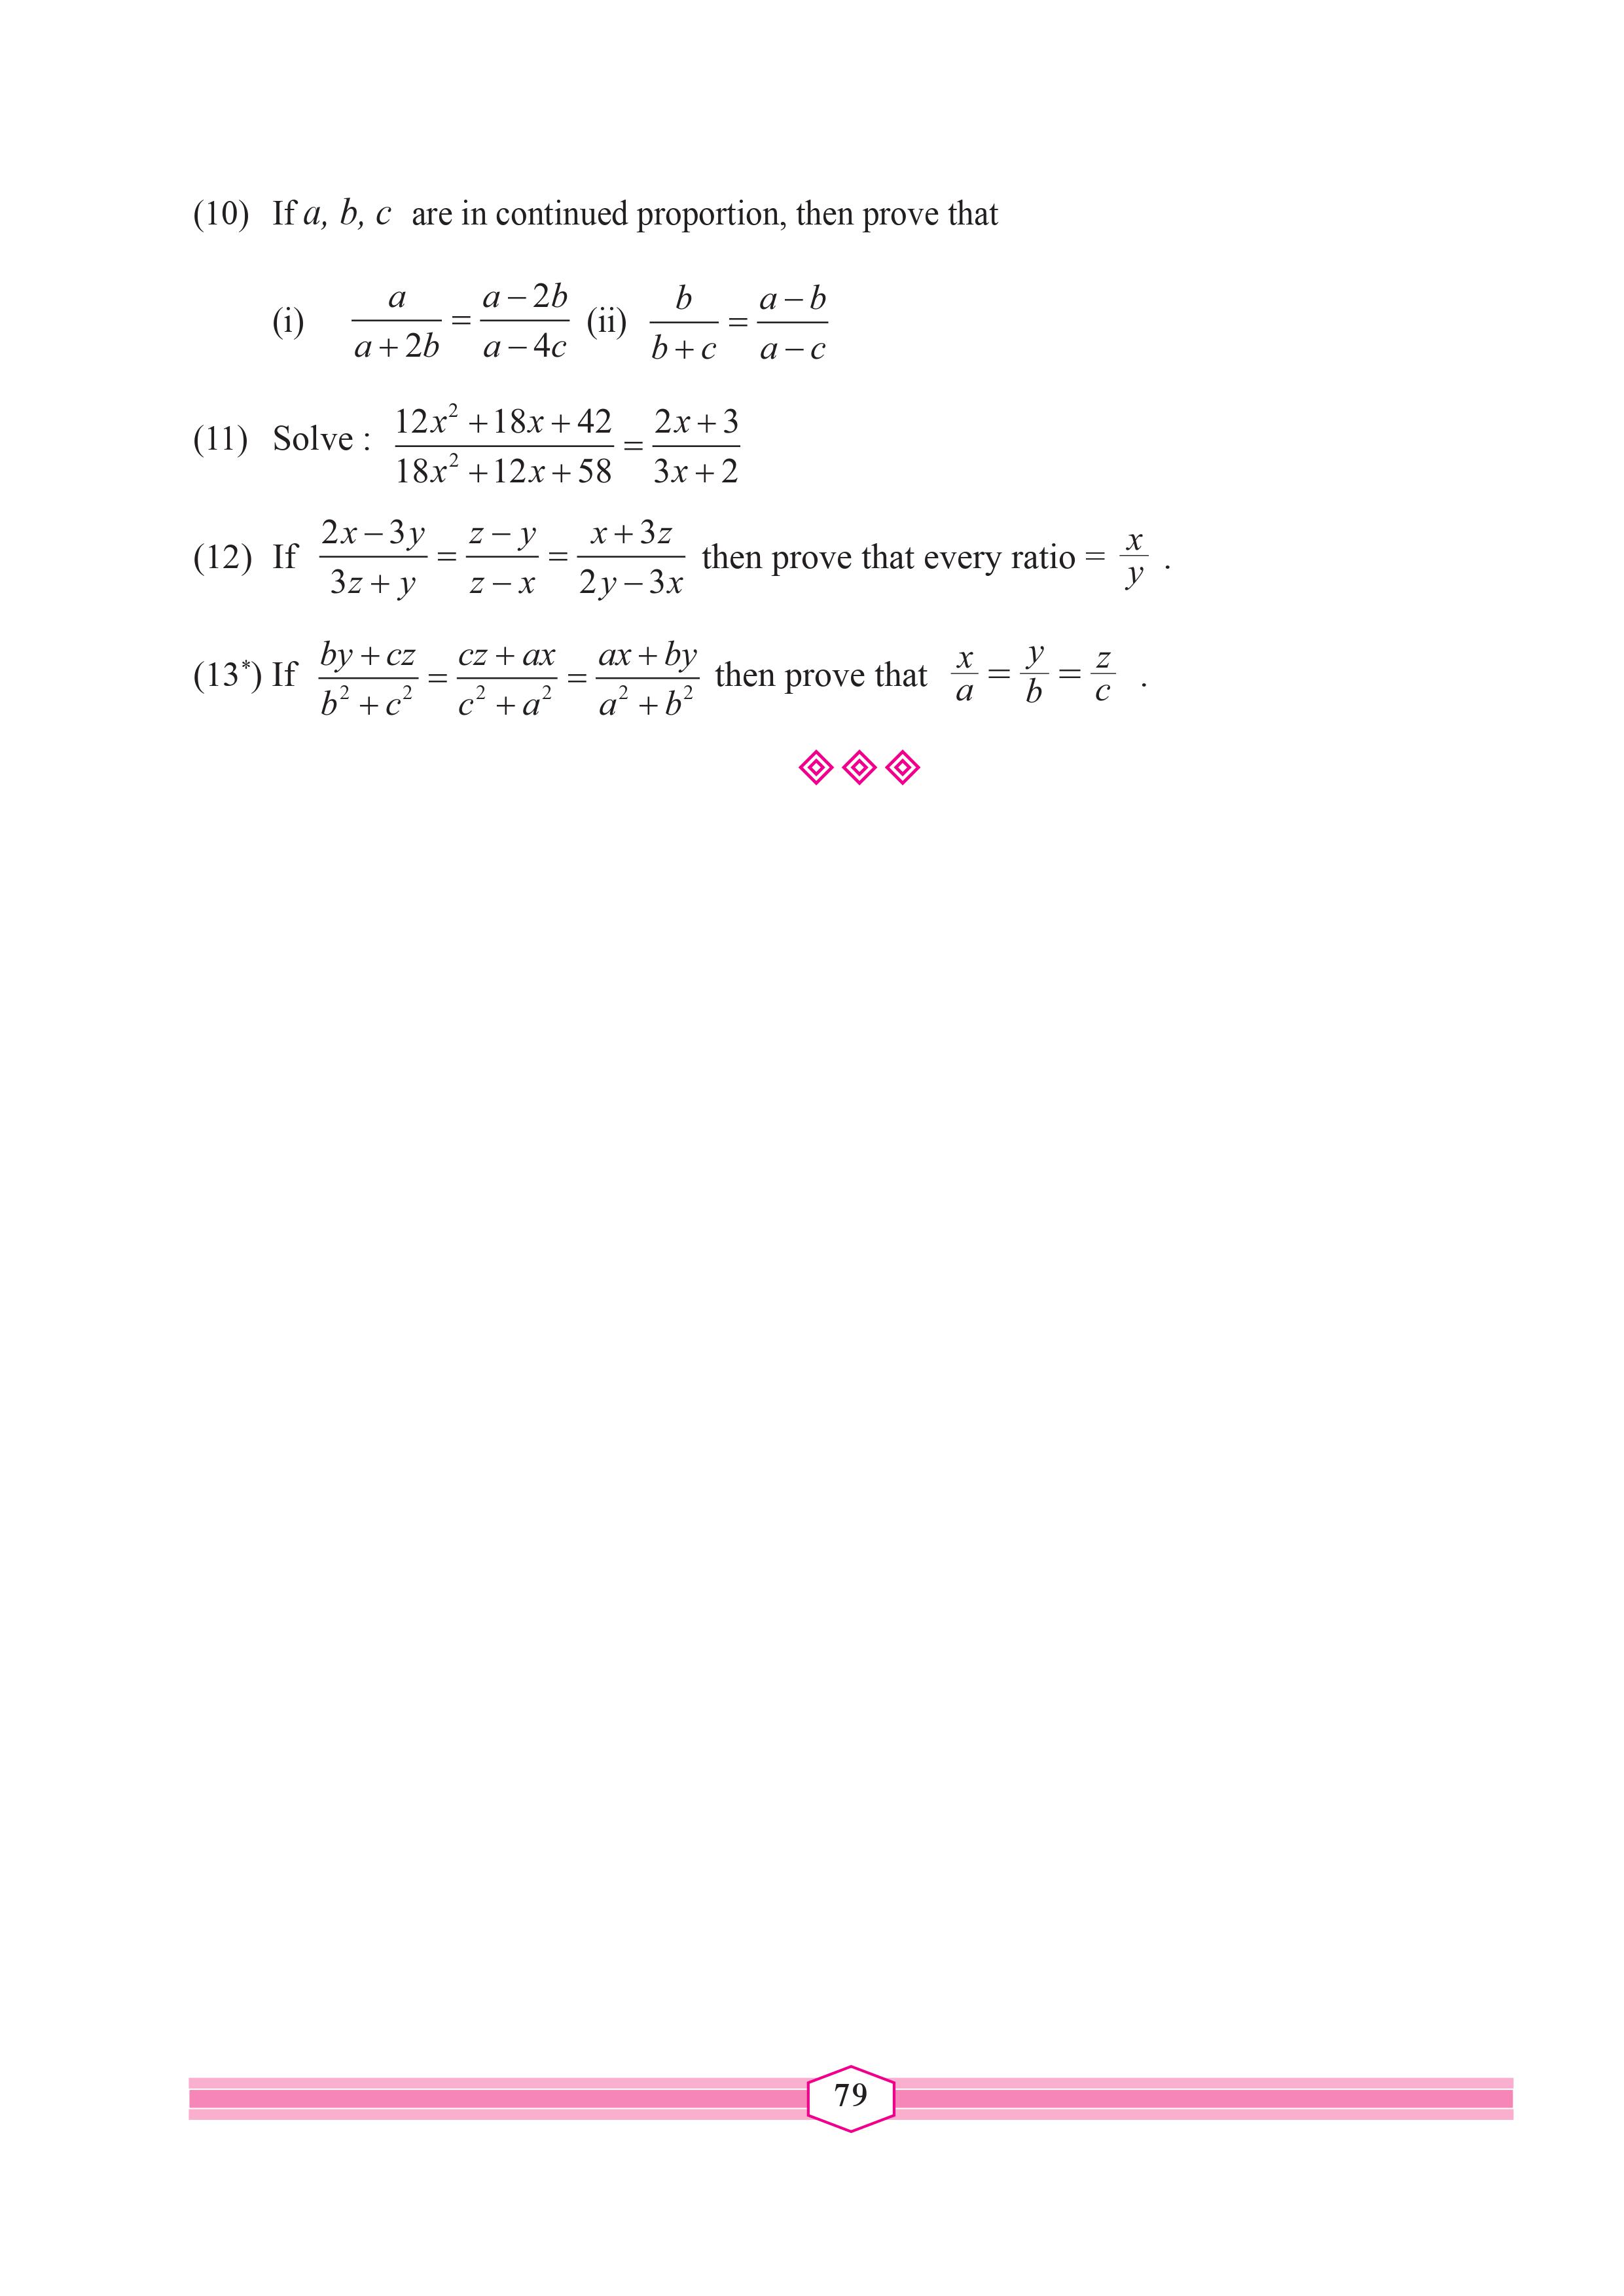 (10) If a, b, c are in continued proportion, then prove that
(i) \frac{a}{a+2b} = \frac{a-2b}{a-4c} (ii) \frac{b}{b+c} = \frac{a-b}{a-c}
(11) Solve : \frac{12x^2+18x+42}{18x^2+12x+58} = \frac{2x+3}{3x+2}
(12) If \frac{2x-3y}{3z+y} = \frac{z-y}{z-x} = \frac{x+3z}{2y-3x} then prove that every ratio = \frac{x}{y} .
(13*) If \frac{by+cz}{b^2+c^2} = \frac{cz+ax}{c^2+a^2} = \frac{ax+by}{a^2+b^2} then prove that \frac{x}{a} = \frac{y}{b} = \frac{z}{c} .
79